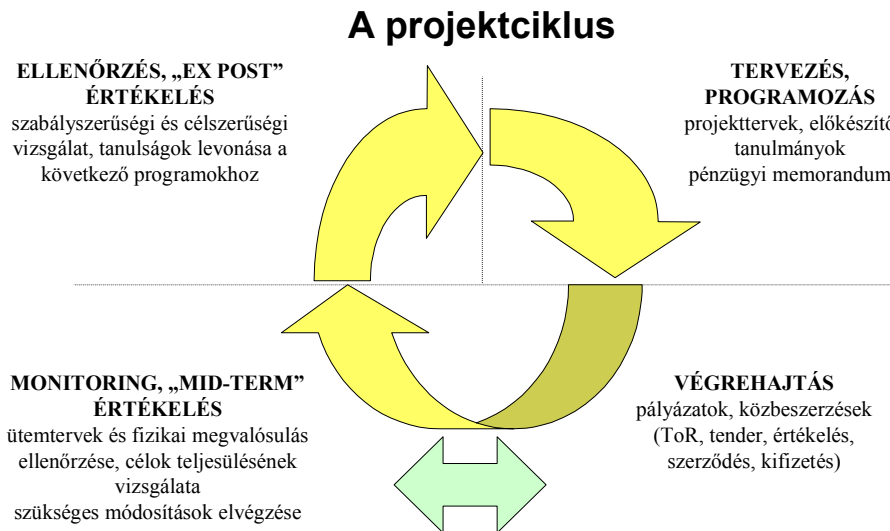 A projektciklus
ELLENŐRZÉS, „EX POST”
ÉRTÉKELÉS
szabályszerűségi és célszerűségi
vizsgálat, tanulságok levonása a
következő programokhoz
TERVEZÉS,
PROGRAMOZÁS
projekttervek, előkészítő
tanulmányok
pénzügyi memorandum
MONITORING, „MID-TERM”
ÉRTÉKELÉS
ütemtervek és fizikai megvalósulás
ellenőrzése, célok teljesülésének
vizsgálata
szükséges módosítások elvégzése
VÉGREHAJTÁS
pályázatok, közbeszerzések
(ToR, tender, értékelés,
szerződés, kifizetés)